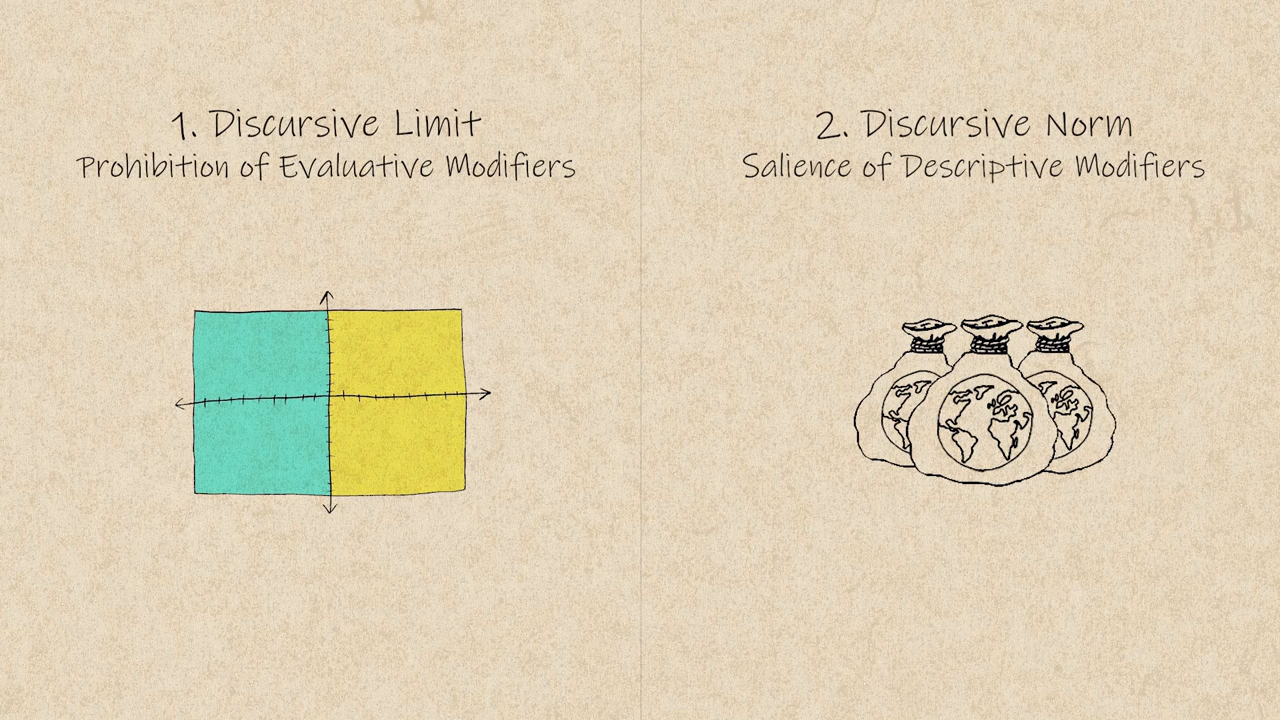 1. Discursive Limit
Prohibition of Evaluative Modifiers
2. Discursive Norm
Salience of Descriptive Modifiers